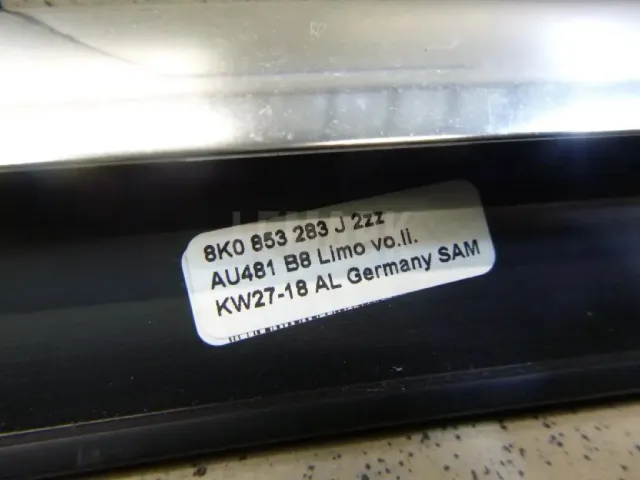 8K0 853 283 J 2zz
AU481 B8 Limo vo.li.
KW27-18 AL Germany SAM